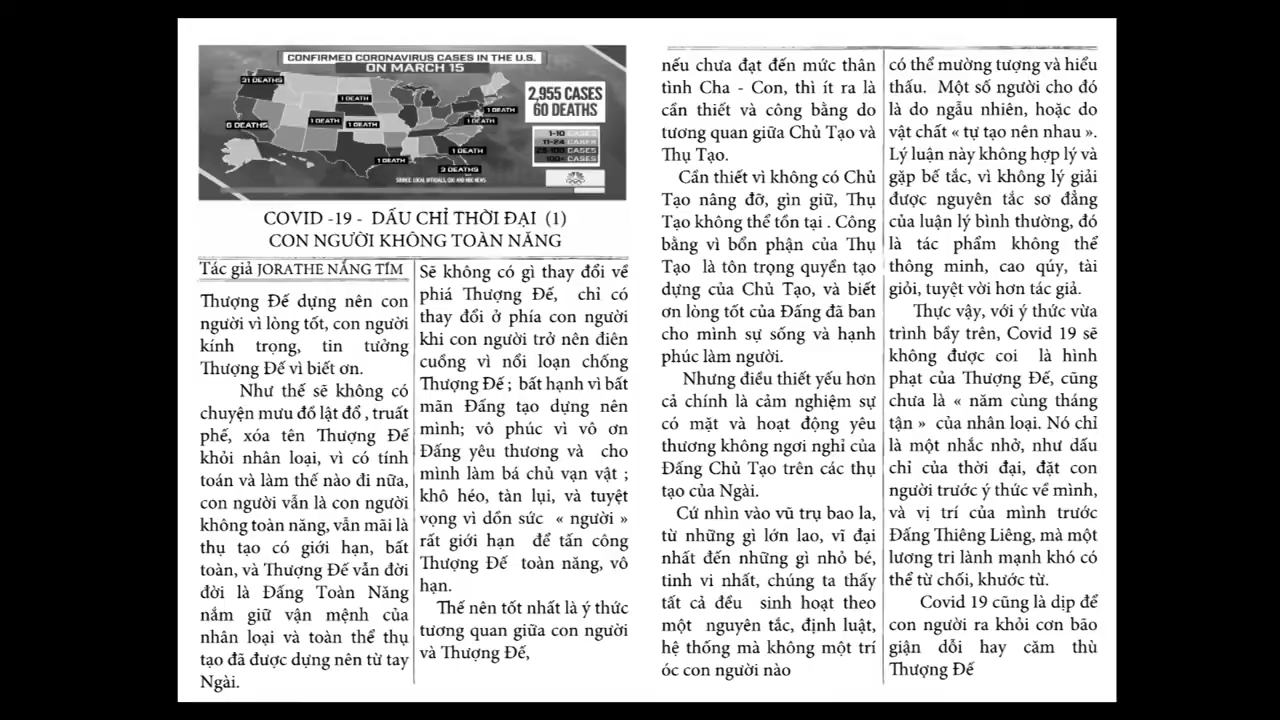 CONFIRMED CORONAVIRUS CASES IN THE U.S.
ON MARCH 15
31 DEATHS
1 DEATH
2,955 CASES
60 DEATHS
1 DEATH
6 DEATHS
1 DEATH
1 DEATH
1 DEATH
1-10 CASES
11-24 CASES
25-100 CASES
100+ CASES
1 DEATH
1 DEATH
3 DEATHS
SOURCE: LOCAL OFFICIALS, CDC AND NBC NEWS
COVID -19 - DẤU CHỈ THỜI ĐẠI (1)
CON NGƯỜI KHÔNG TOÀN NĂNG
Tác giả JORATHE NẮNG TÍM
Thượng Đế dựng nên con
người vì lòng tốt, con người
kính trọng, tin tưởng
Thượng Đế vì biết ơn.
Như thế sẽ không có
chuyện mưu đồ lật đổ , truất
phế, xóa tên Thượng Đế
khỏi nhân loại, vì có tính
toán và làm thế nào đi nữa,
con người vẫn là con người
không toàn năng, vẫn mãi là
thụ tạo có giới hạn, bất
toàn, và Thượng Đế vẫn đời
đời là Đấng Toàn Năng
nắm giữ vận mệnh của
nhân loại và toàn thể thụ
tạo đã được dựng nên từ tay
Ngài.
Sẽ không có gì thay đổi về
phiá Thượng Đế, chỉ có
thay đổi ở phía con người
khi con người trở nên điên
cuồng vì nổi loạn chống
Thượng Đế ; bất hạnh vì bất
mãn Đấng tạo dựng nên
mình; vô phúc vì vô ơn
Đấng yêu thương và cho
mình làm bá chủ vạn vật ;
khô héo, tàn lụi, và tuyệt
vọng vì dồn sức « người »
rất giới hạn để tấn công
Thượng Đế toàn năng, vô
hạn.
Thế nên tốt nhất là ý thức
tương quan giữa con người
và Thượng Đế,
nếu chưa đạt đến mức thân
tình Cha - Con, thì ít ra là
cần thiết và công bằng do
tương quan giữa Chủ Tạo và
Thụ Tạo.
Cần thiết vì không có Chủ
Tạo nâng đỡ, gìn giữ, Thụ
Tạo không thể tồn tại . Công
bằng vì bổn phận của Thụ
Tạo là tôn trọng quyền tạo
dựng của Chủ Tạo, và biết
ơn lòng tốt của Đấng đã ban
cho mình sự sống và hạnh
phúc làm người.
Nhưng điều thiết yếu hơn
cả chính là cảm nghiệm sự
có mặt và hoạt động yêu
thương không ngơi nghỉ của
Đấng Chủ Tạo trên các thụ
tạo của Ngài.
Cứ nhìn vào vũ trụ bao la,
từ những gì lớn lao, vĩ đại
nhất đến những gì nhỏ bé,
tinh vi nhất, chúng ta thấy
tất cả đều sinh hoạt theo
một nguyên tắc, định luật,
hệ thống mà không một trí
óc con người nào
có thể mường tượng và hiểu
thấu. Một số người cho đó
là do ngẫu nhiên, hoặc do
vật chất « tự tạo nên nhau ».
Lý luận này không hợp lý và
gặp bế tắc, vì không lý giải
được nguyên tắc sơ đẳng
của luận lý bình thường, đó
là tác phẩm không thể
thông minh, cao qúy, tài
giỏi, tuyệt vời hơn tác giả.
Thực vậy, với ý thức vừa
trình bầy trên, Covid 19 sẽ
không được coi là hình
phạt của Thượng Đế, cũng
chưa là « năm cùng tháng
tận » của nhân loại. Nó chỉ
là một nhắc nhở, như dấu
chỉ của thời đại, đặt con
người trước ý thức về mình,
và vị trí của mình trước
Đấng Thiêng Liêng, mà một
lương tri lành mạnh khó có
thể từ chối, khước từ.
Covid 19 cũng là dịp để
con người ra khỏi cơn bão
giận dỗi hay căm thù
Thượng Đế